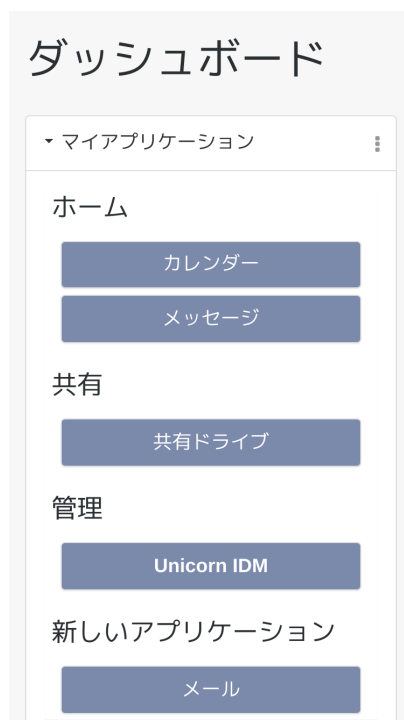 ダッシュボード
マイアプリケーション
ホーム
カレンダー
メッセージ
共有
共有ドライブ
管理
Unicorn IDM
新しいアプリケーション
メール